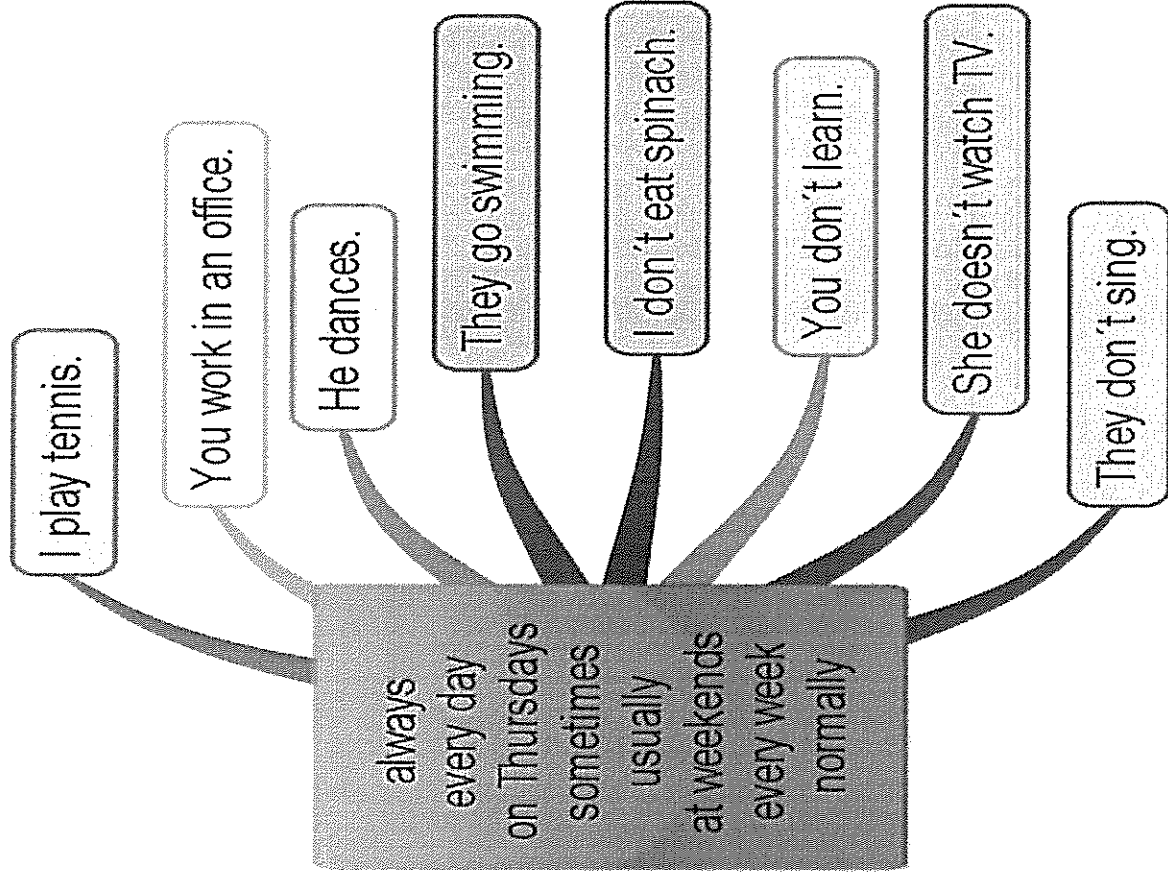 always
every day
on Thursdays
sometimes
usually
at weekends
every week
normally
I play tennis.
You work in an office.
He dances.
They go swimming.
I don´t eat spinach.
You don´t learn.
She doesn´t watch TV.
They don´t sing.